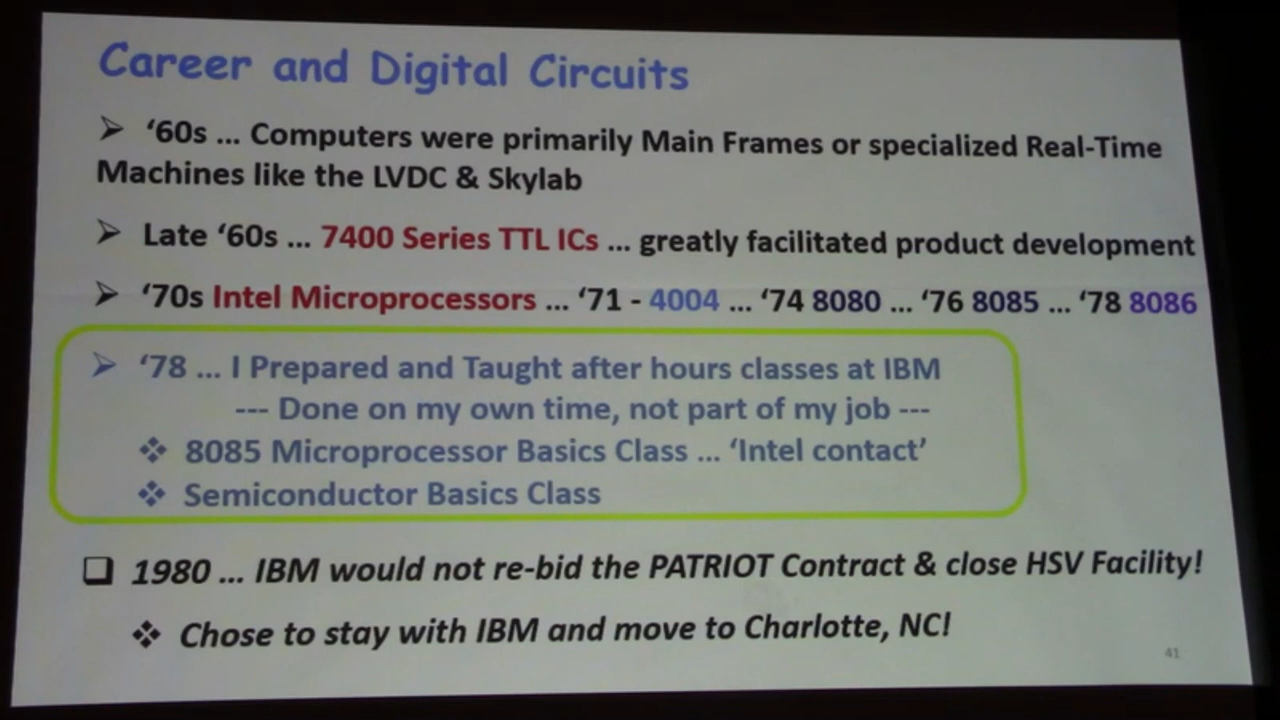 Career and Digital Circuits
➢ ‘60s ... Computers were primarily Main Frames or specialized Real-Time
Machines like the LVDC & Skylab
➢ Late ‘60s ... 7400 Series TTL ICs ... greatly facilitated product development
➢ ‘70s Intel Microprocessors ... ‘71 - 4004 ... ‘74 8080 ... ‘76 8085 ... ‘78 8086
➢ ‘78 ... I Prepared and Taught after hours classes at IBM
--- Done on my own time, not part of my job ---
❖ 8085 Microprocessor Basics Class ... ‘Intel contact’
❖ Semiconductor Basics Class
❑ 1980 ... IBM would not re-bid the PATRIOT Contract & close HSV Facility!
❖ Chose to stay with IBM and move to Charlotte, NC!
41